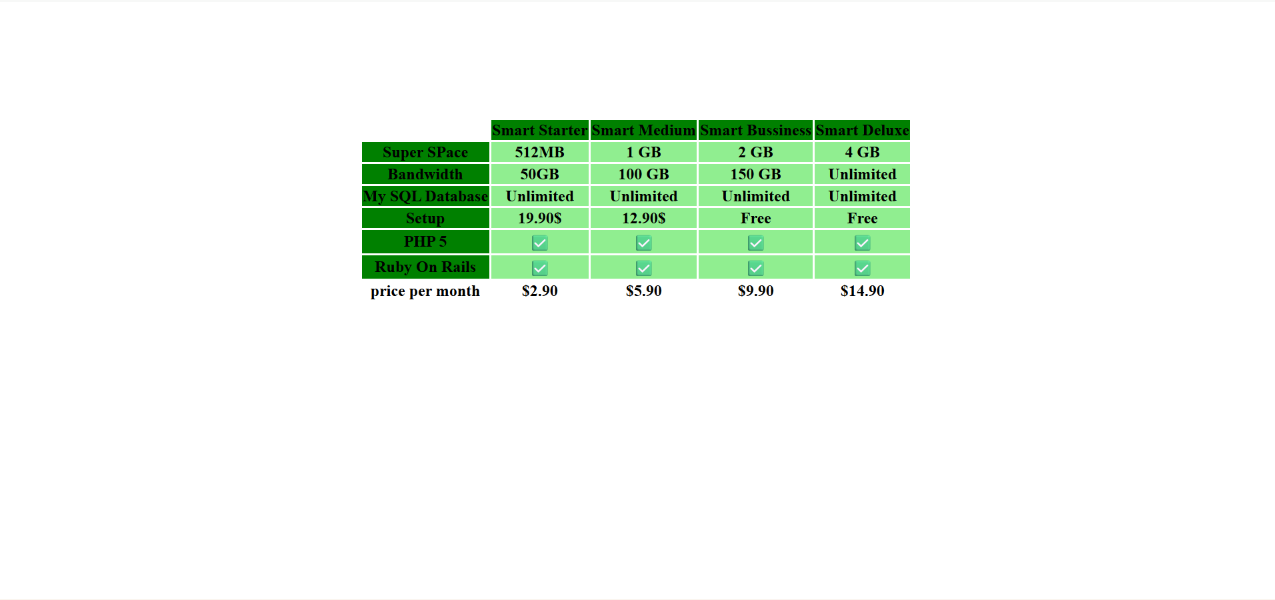 Smart Starter Smart Medium Smart Bussiness Smart Deluxe
Super SPace 512MB 1 GB 2 GB 4 GB
Bandwidth 50GB 100 GB 150 GB Unlimited
My SQL Database Unlimited Unlimited Unlimited Unlimited
Setup 19.90$ 12.90$ Free Free
PHP 5 ✅ ✅ ✅ ✅
Ruby On Rails ✅ ✅ ✅ ✅
price per month $2.90 $5.90 $9.90 $14.90